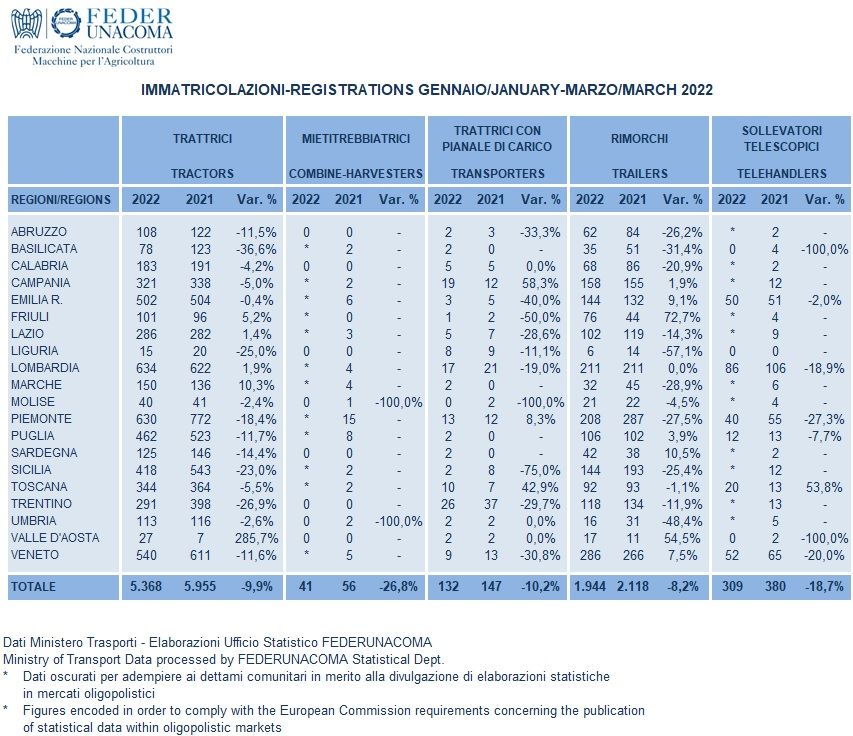 FEDER
UNACOMA
FEDER
UNACOMA
Federazione Nazionale Costruttori
Macchine per l'Agricoltura
IMMATRICOLAZIONI-REGISTRATIONS GENNAIO/JANUARY-MARZO/MARCH 2022
TRATTRICI MIETITREBBIATRICI TRATTRICI CON PIANALE DI CARICO RIMORCHI SOLLEVATORI TELESCOPICI
TRACTORS COMBINE-HARVESTERS TRANSPORTERS TRAILERS TELEHANDLERS
REGIONI/REGIONS 2022 2021 Var. % 2022 2021 Var. % 2022 2021 Var. % 2022 2021 Var. % 2022 2021 Var. %
ABRUZZO 108 122 -11,5% 0 0 - 2 3 -33,3% 62 84 -26,2% * 2 -
BASILICATA 78 123 -36,6% * 2 - 2 0 - 35 51 -31,4% 0 4 -100,0%
CALABRIA 183 191 -4,2% 0 0 - 5 5 0,0% 68 86 -20,9% * 2 -
CAMPANIA 321 338 -5,0% * 2 - 19 12 58,3% 158 155 1,9% * 12 -
EMILIA R. 502 504 -0,4% * 6 - 3 5 -40,0% 144 132 9,1% 50 51 -2,0%
FRIULI 101 96 5,2% * 0 - 1 2 -50,0% 76 44 72,7% * 4 -
LAZIO 286 282 1,4% * 3 - 5 7 -28,6% 102 119 -14,3% * 9 -
LIGURIA 15 20 -25,0% 0 0 - 8 9 -11,1% 6 14 -57,1% 0 0 -
LOMBARDIA 634 622 1,9% * 4 - 17 21 -19,0% 211 211 0,0% 86 106 -18,9%
MARCHE 150 136 10,3% * 4 - 2 0 - 32 45 -28,9% * 6 -
MOLISE 40 41 -2,4% 0 1 -100,0% 0 2 -100,0% 21 22 -4,5% * 4 -
PIEMONTE 630 772 -18,4% * 15 - 13 12 8,3% 208 287 -27,5% 40 55 -27,3%
PUGLIA 462 523 -11,7% * 8 - 2 0 - 106 102 3,9% 12 13 -7,7%
SARDEGNA 125 146 -14,4% 0 0 - 2 0 - 42 38 10,5% * 2 -
SICILIA 418 543 -23,0% * 2 - 2 8 -75,0% 144 193 -25,4% * 12 -
TOSCANA 344 364 -5,5% * 2 - 10 7 42,9% 92 93 -1,1% 20 13 53,8%
TRENTINO 291 398 -26,9% 0 0 - 26 37 -29,7% 118 134 -11,9% * 13 -
UMBRIA 113 116 -2,6% 0 2 -100,0% 2 2 0,0% 16 31 -48,4% * 5 -
VALLE D'AOSTA 27 7 285,7% 0 0 - 2 2 0,0% 17 11 54,5% 0 2 -100,0%
VENETO 540 611 -11,6% * 5 - 9 13 -30,8% 286 266 7,5% 52 65 -20,0%
TOTALE 5.368 5.955 -9,9% 41 56 -26,8% 132 147 -10,2% 1.944 2.118 -8,2% 309 380 -18,7%
Dati Ministero Trasporti - Elaborazioni Ufficio Statistico FEDERUNACOMA
Ministry of Transport Data processed by FEDERUNACOMA Statistical Dept.
* Dati oscurati per adempiere ai dettami comunitari in merito alla divulgazione di elaborazioni statistiche
in mercati oligopolistici
* Figures encoded in order to comply with the European Commission requirements concerning the publication
of statistical data within oligopolistic markets